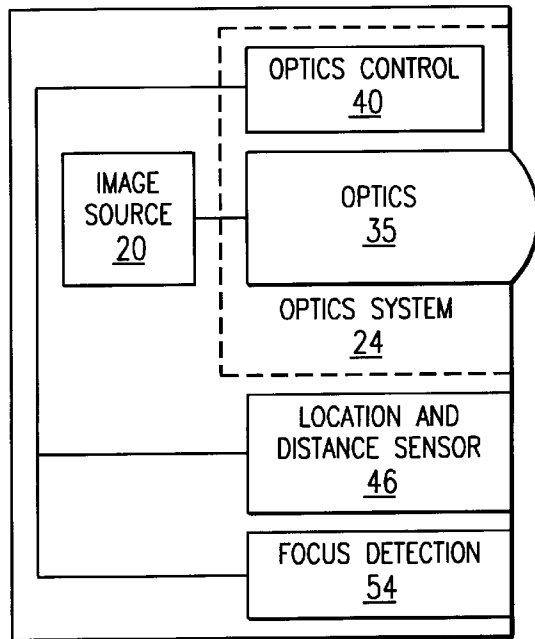 OPTICS CONTROL
40
IMAGE
SOURCE
20
OPTICS
35
OPTICS SYSTEM
24
LOCATION AND
DISTANCE SENSOR
46
FOCUS DETECTION
54